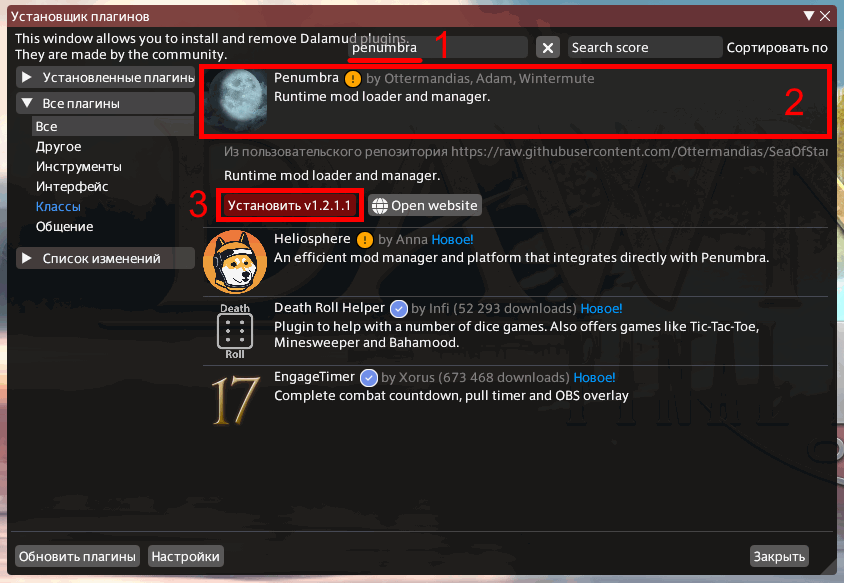 Установщик плагинов
This window allows you to install and remove Dalamud plugins.
They are made by the community.
penumbra
1
Search score
Сортировать по
Установленные плагины
Все плагины
Все
Другое
Инструменты
Интерфейс
Классы
Общение
Список изменений
Penumbra ! by Ottermandias, Adam, Wintermute
Runtime mod loader and manager.
2
Из пользовательского репозитория https://raw.githubusercontent.com/Ottermandias/SeaOfStar
Runtime mod loader and manager.
3
Установить v1.2.1.1
Open website
Heliosphere ! by Anna Новое!
An efficient mod manager and platform that integrates directly with Penumbra.
Death
Roll
Death Roll Helper by Infi (52 293 downloads) Новое!
Plugin to help with a number of dice games. Also offers games like Tic-Tac-Toe,
Minesweeper and Bahamood.
17
EngageTimer by Xorus (673 468 downloads) Новое!
Complete combat countdown, pull timer and OBS overlay
Обновить плагины
Настройки
Закрыть